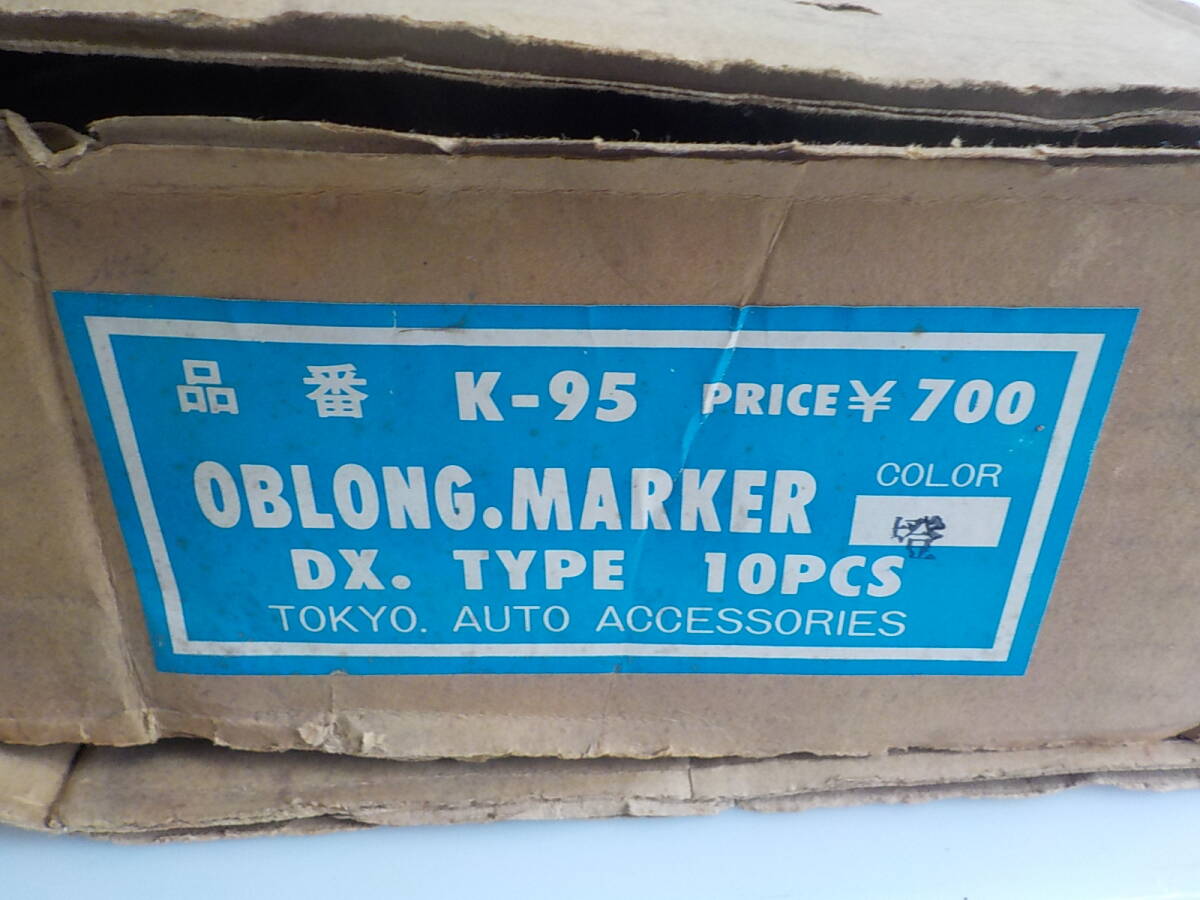 品番 K-95 PRICE ¥ 700
OBLONG.MARKER COLOR
DX. TYPE 10PCS
TOKYO. AUTO ACCESSORIES